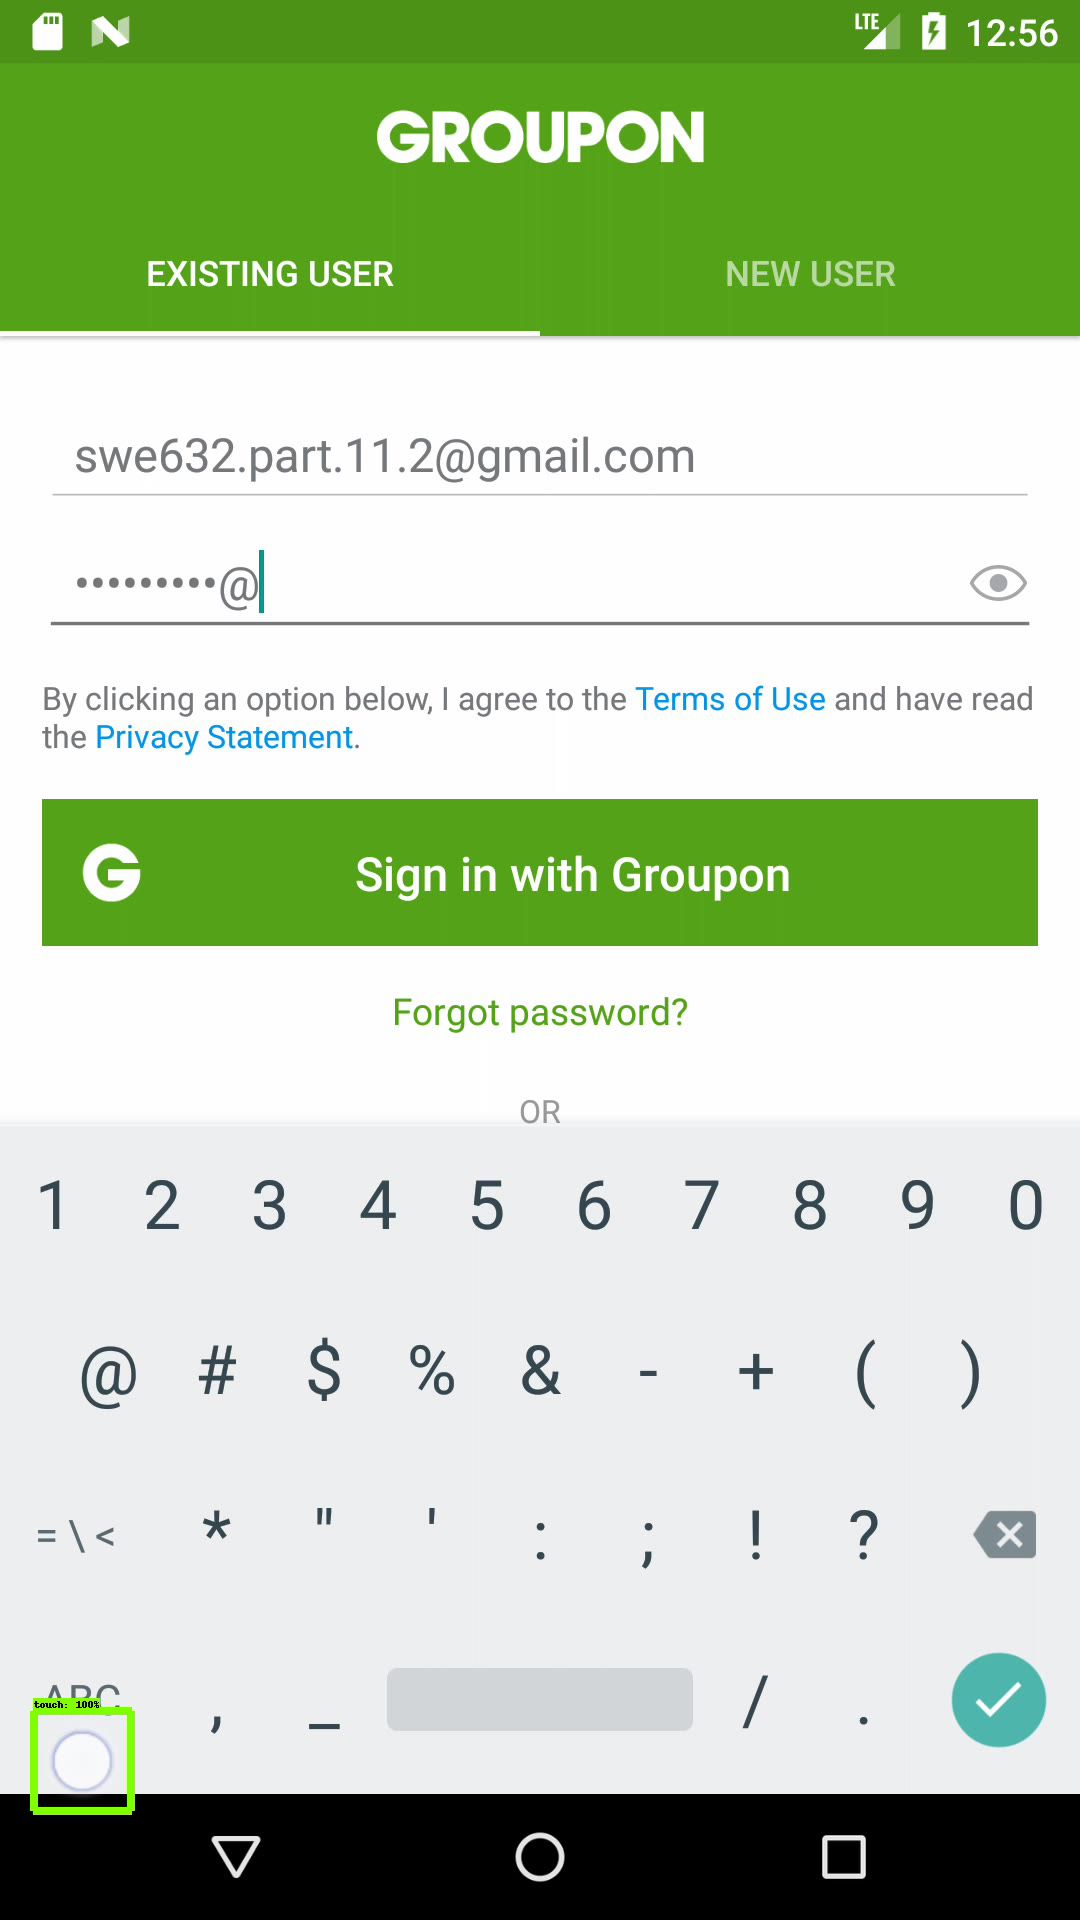 LTE 12:56
GROUPON
EXISTING USER NEW USER
swe632.part.11.2@gmail.com
•••••••••@
By clicking an option below, I agree to the Terms of Use and have read
the Privacy Statement.
G Sign in with Groupon
Forgot password?
OR
1 2 3 4 5 6 7 8 9 0
@ # $ % & - + ( )
= \ < * " ' : ; ! ?
ABC , _ / .
touch: 100%